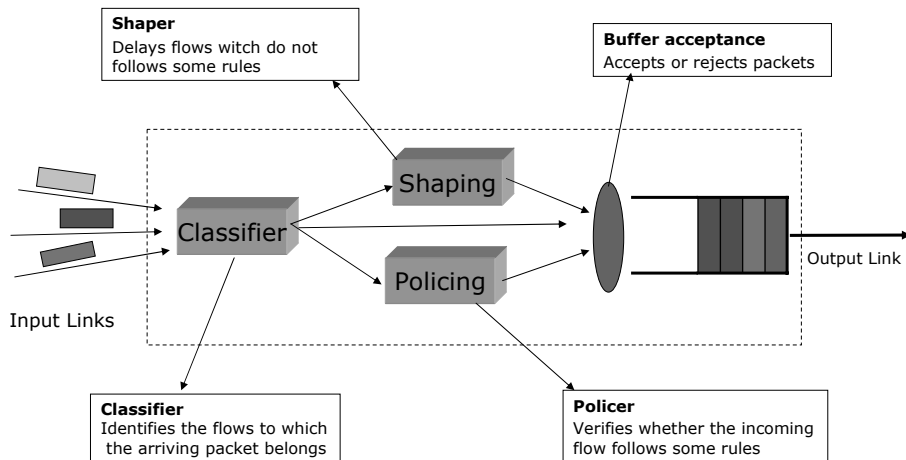 Shaper
Delays flows witch do not
follows some rules
Buffer acceptance
Accepts or rejects packets
Shaping
Classifier
Policing
Output Link
Input Links
Classifier
Identifies the flows to which
the arriving packet belongs
Policer
Verifies whether the incoming
flow follows some rules